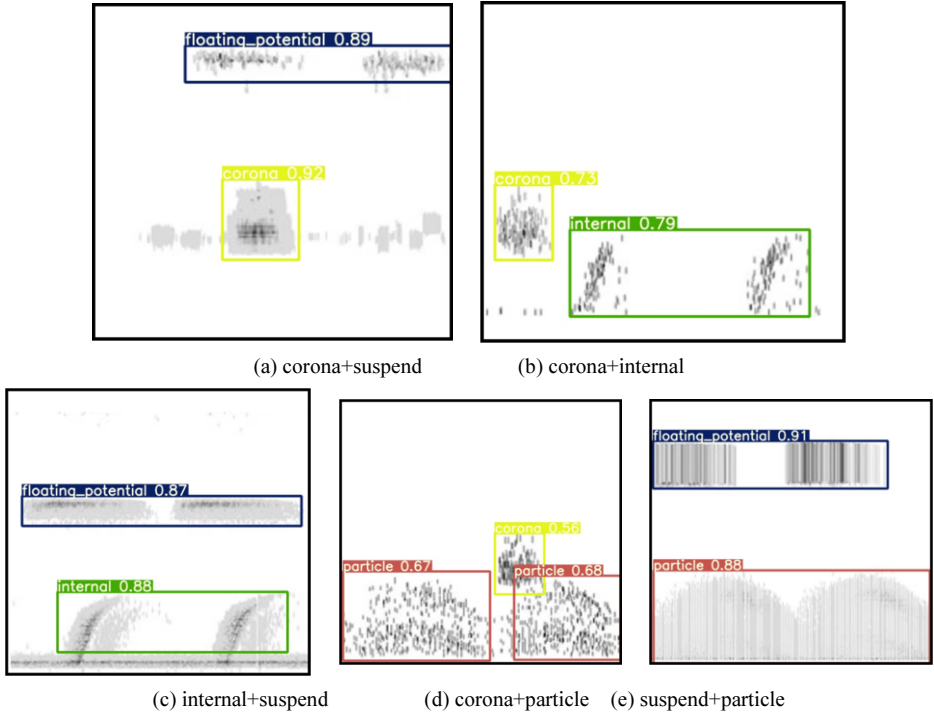 floating_potential 0.89
corona 0.92
corona 0.73
internal 0.79
(a) corona+suspend
(b) corona+internal
floating_potential 0.87
internal 0.88
corona 0.56
particle 0.67
particle 0.68
floating_potential 0.91
particle 0.88
(c) internal+suspend
(d) corona+particle
(e) suspend+particle